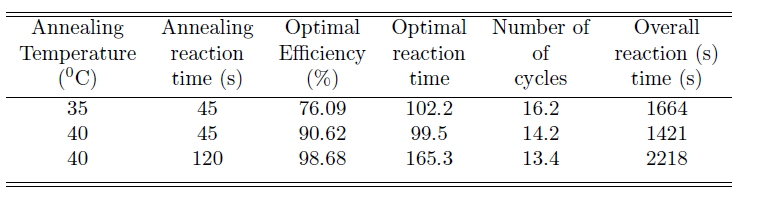 Annealing Annealing Optimal Optimal Number of Overall
Temperature reaction Efficiency reaction of reaction (s)
(⁰C) time (s) (%) time cycles time (s)
35 45 76.09 102.2 16.2 1664
40 45 90.62 99.5 14.2 1421
40 120 98.68 165.3 13.4 2218